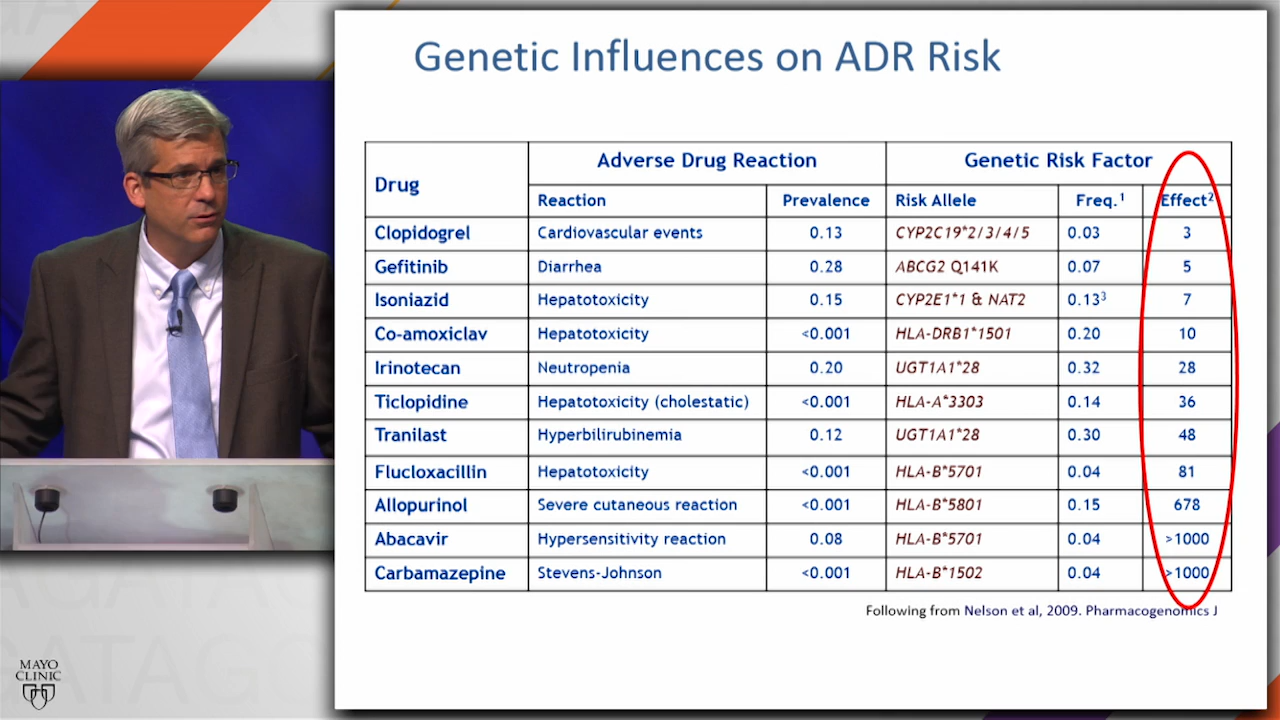 Genetic Influences on ADR Risk
Drug Adverse Drug Reaction Genetic Risk Factor
Reaction Prevalence Risk Allele Freq.¹ Effect²
Clopidogrel Cardiovascular events 0.13 CYP2C19*2/3/4/5 0.03 3
Gefitinib Diarrhea 0.28 ABCG2 Q141K 0.07 5
Isoniazid Hepatotoxicity 0.15 CYP2E1*1 & NAT2 0.13³ 7
Co-amoxiclav Hepatotoxicity <0.001 HLA-DRB1*1501 0.20 10
Irinotecan Neutropenia 0.20 UGT1A1*28 0.32 28
Ticlopidine Hepatotoxicity (cholestatic) <0.001 HLA-A*3303 0.14 36
Tranilast Hyperbilirubinemia 0.12 UGT1A1*28 0.30 48
Flucloxacillin Hepatotoxicity <0.001 HLA-B*5701 0.04 81
Allopurinol Severe cutaneous reaction <0.001 HLA-B*5801 0.15 678
Abacavir Hypersensitivity reaction 0.08 HLA-B*5701 0.04 >1000
Carbamazepine Stevens-Johnson <0.001 HLA-B*1502 0.04 >1000
Following from Nelson et al, 2009. Pharmacogenomics J
MAYO
CLINIC